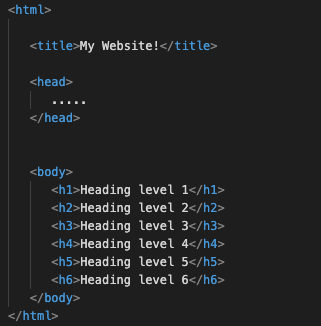 <html>
<title>My Website!</title>
<head>
.....
</head>
<body>
<h1>Heading level 1</h1>
<h2>Heading level 2</h2>
<h3>Heading level 3</h3>
<h4>Heading level 4</h4>
<h5>Heading level 5</h5>
<h6>Heading level 6</h6>
</body>
</html>